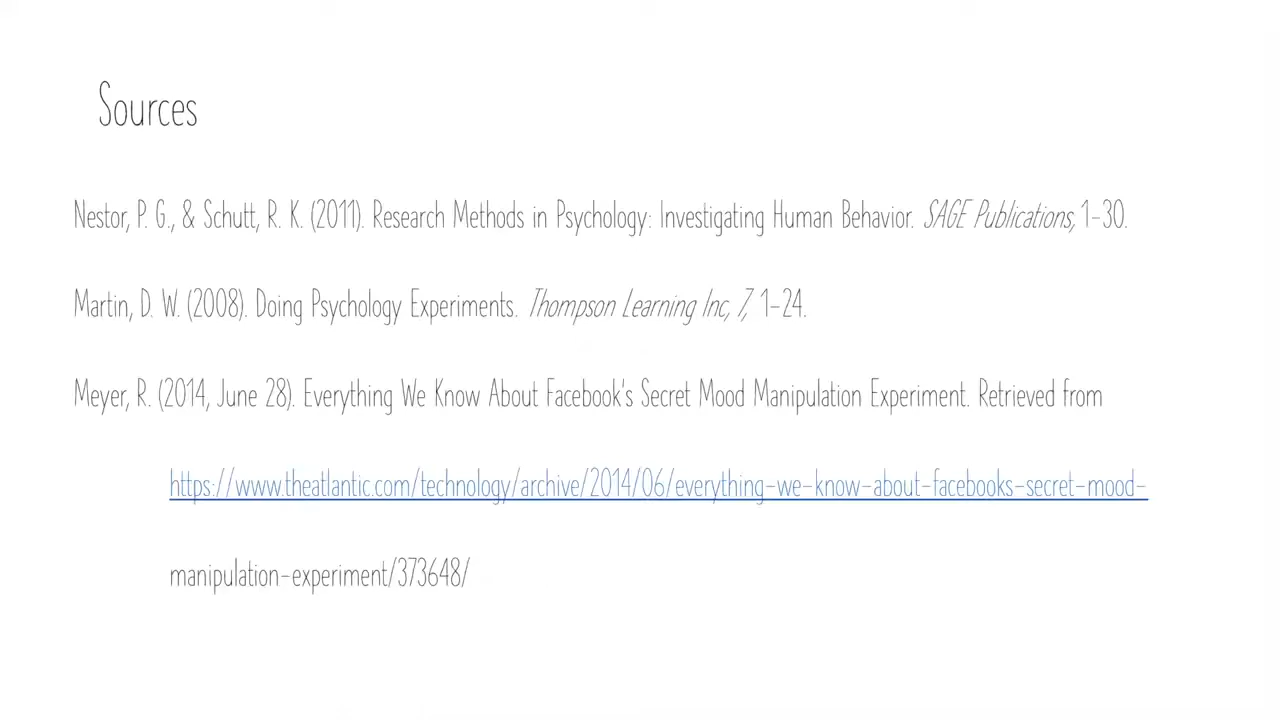 Sources
Nestor, P. G., & Schutt, R. K. (2011). Research Methods in Psychology: Investigating Human Behavior. SAGE Publications, 1-30.
Martin, D. W. (2008). Doing Psychology Experiments. Thompson Learning Inc, 7, 1-24.
Meyer, R. (2014, June 28). Everything We Know About Facebook's Secret Mood Manipulation Experiment. Retrieved from
https://www.theatlantic.com/technology/archive/2014/06/everything-we-know-about-facebooks-secret-mood-
manipulation-experiment/373648/